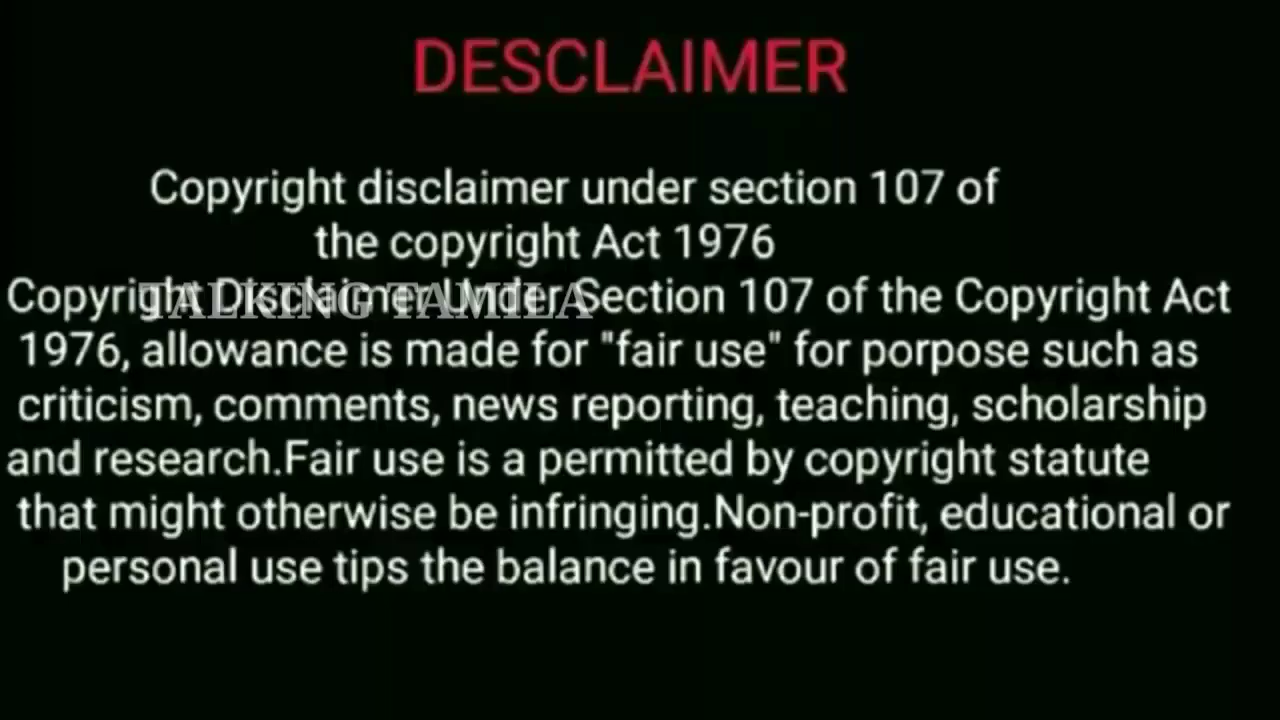 DESCLAIMER
Copyright disclaimer under section 107 of
the copyright Act 1976
Copyright Disclaimer Under Section 107 of the Copyright Act
TALKING TAMILA
1976, allowance is made for "fair use" for porpose such as
criticism, comments, news reporting, teaching, scholarship
and research.Fair use is a permitted by copyright statute
that might otherwise be infringing.Non-profit, educational or
personal use tips the balance in favour of fair use.